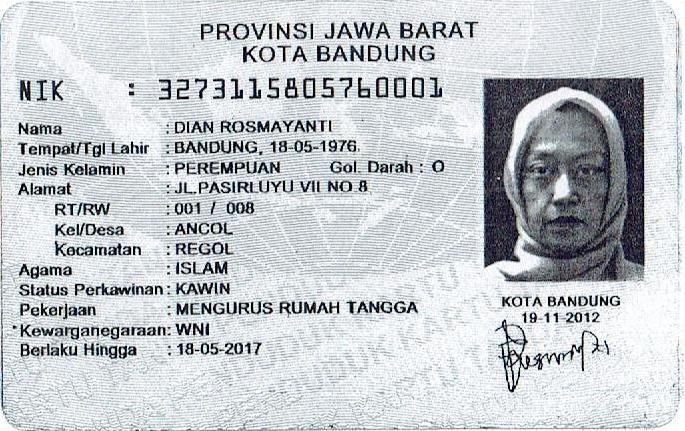 PROVINSI JAWA BARAT
KOTA BANDUNG
NIK : 3273115805760001
Nama : DIAN ROSMAYANTI
Tempat/Tgl Lahir : BANDUNG, 18-05-1976
Jenis Kelamin : PEREMPUAN Gol. Darah : O
Alamat : JL.PASIRLUYU VII NO 8
RT/RW : 001 / 008
Kel/Desa : ANCOL
Kecamatan : REGOL
Agama : ISLAM
Status Perkawinan : KAWIN
Pekerjaan : MENGURUS RUMAH TANGGA
Kewarganegaraan: WNI
Berlaku Hingga : 18-05-2017
KOTA BANDUNG
19-11-2012